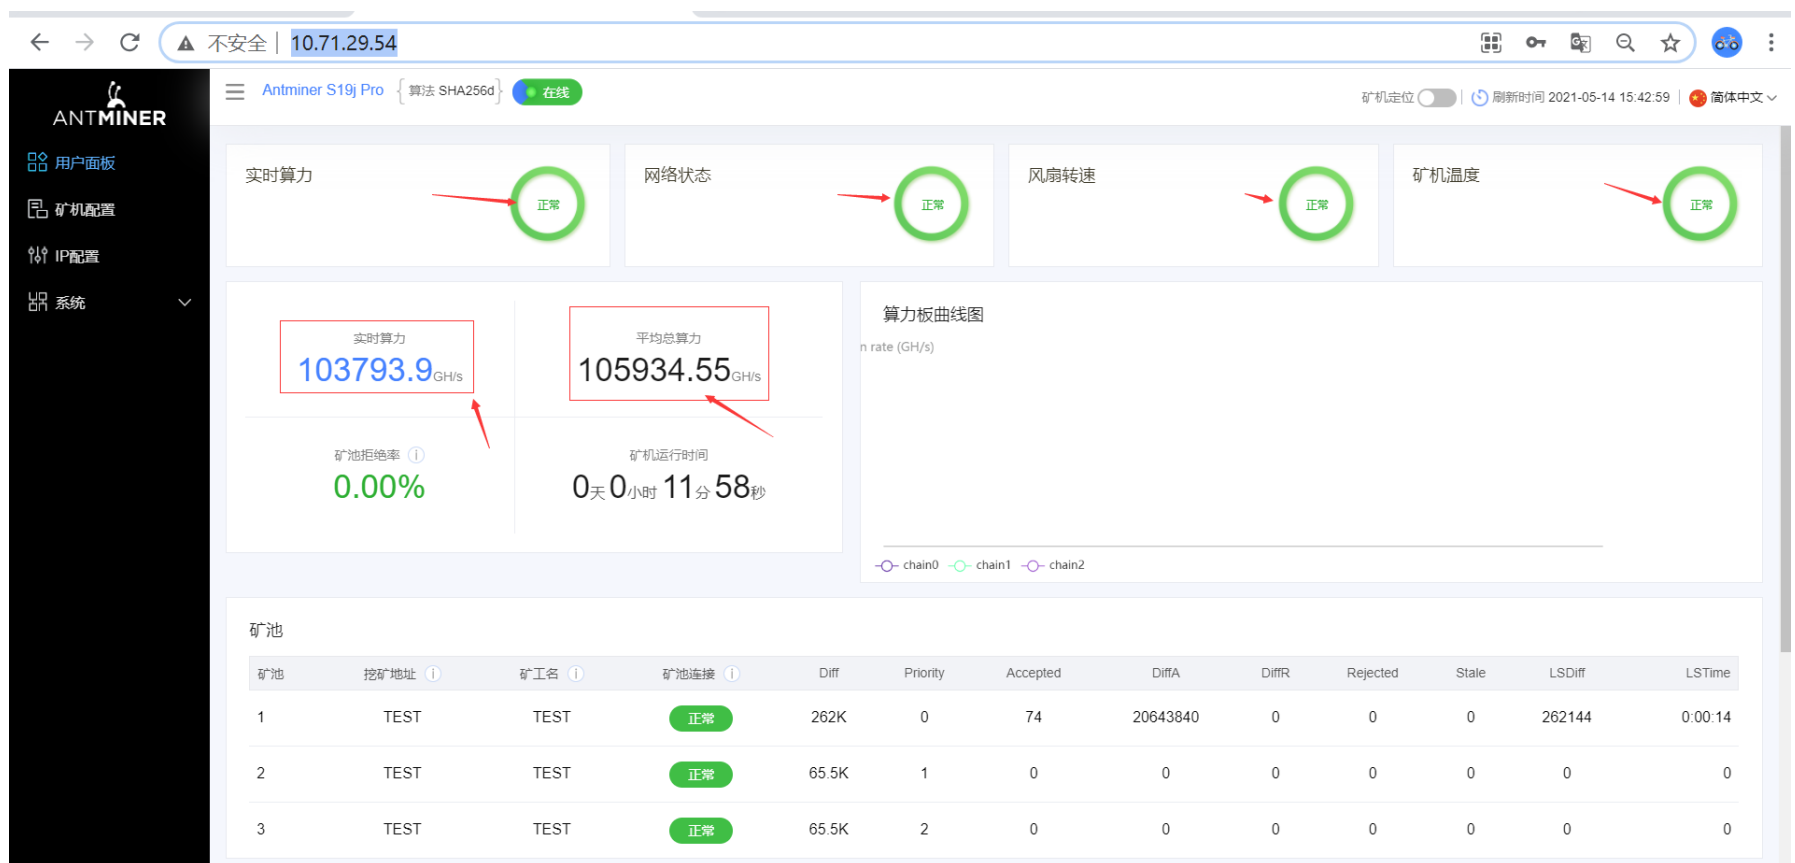 不安全 | 10.71.29.54
ANTMINER
Antminer S19j Pro {算法 SHA256d} 在线
矿机定位 刷新时间 2021-05-14 15:42:59 简体中文
用户面板
矿机配置
IP配置
系统
实时算力 正常
网络状态 正常
风扇转速 正常
矿机温度 正常
实时算力
103793.9GH/s
平均总算力
105934.55GH/s
矿池拒绝率
0.00%
矿机运行时间
0天 0小时 11分 58秒
算力板曲线图
n rate (GH/s)
chain0 chain1 chain2
矿池
矿池 挖矿地址 矿工名 矿池连接 Diff Priority Accepted DiffA DiffR Rejected Stale LSDiff LSTime
1 TEST TEST 正常 262K 0 74 20643840 0 0 0 262144 0:00:14
2 TEST TEST 正常 65.5K 1 0 0 0 0 0 0 0
3 TEST TEST 正常 65.5K 2 0 0 0 0 0 0 0